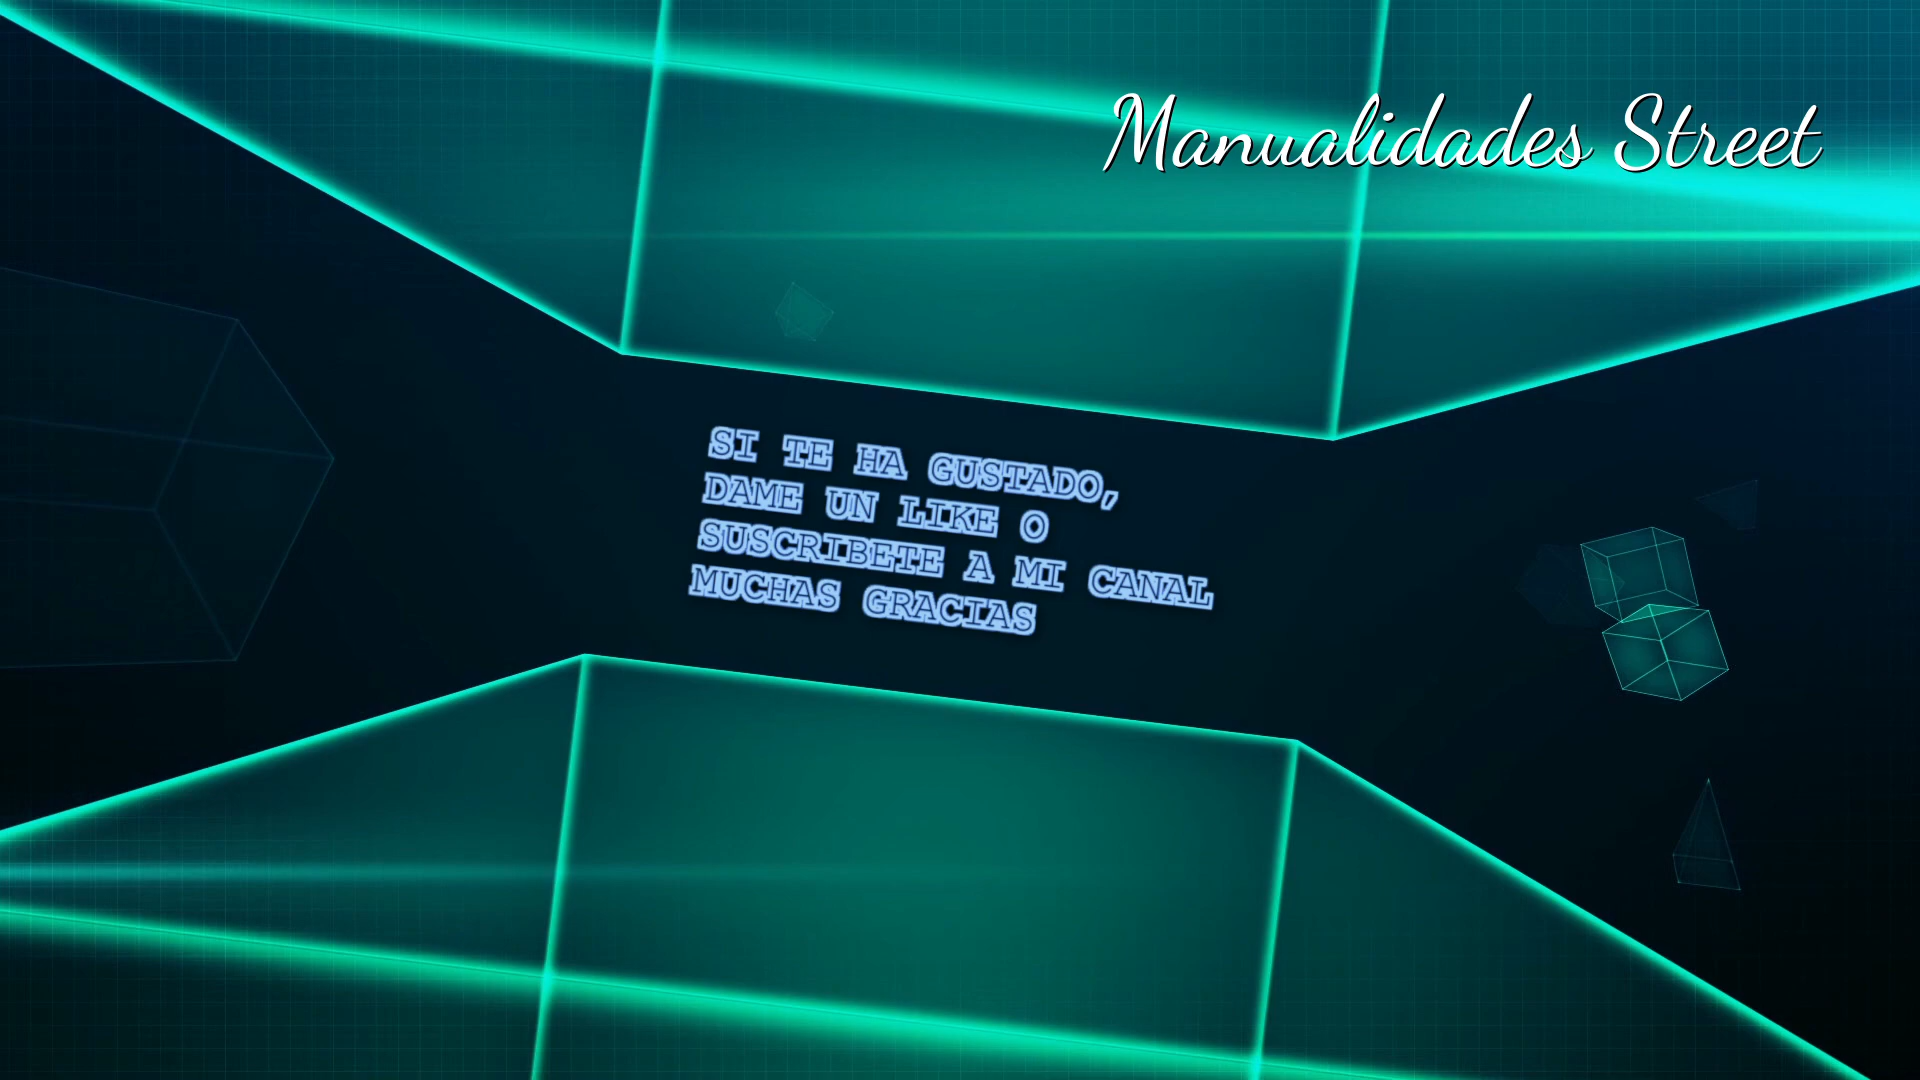 Manualidades Street
SI TE HA GUSTADO,
DAME UN LIKE O
SUSCRIBETE A MI CANAL
MUCHAS GRACIAS